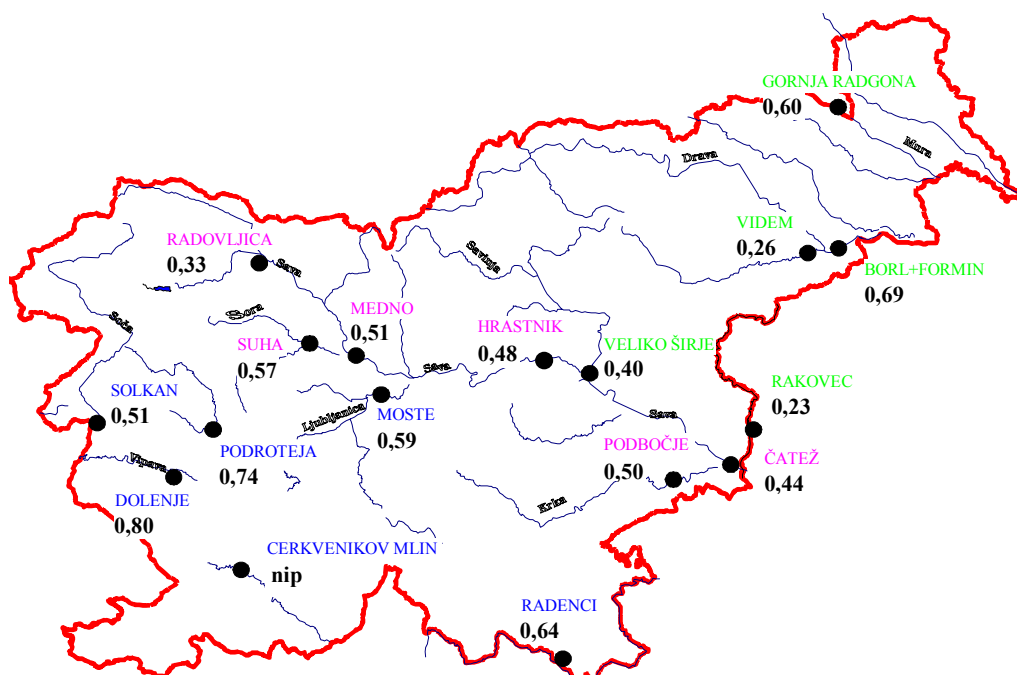 GORNJA RADGONA
0,60
Mura
Drava
VIDEM
0,26
BORL+FORMIN
0,69
RADOVLJICA
0,33
Sava
Savinja
Soča
Sora
SUHA
0,57
MEDNO
0,51
HRASTNIK
0,48
VELIKO ŠIRJE
0,40
Sava
SOLKAN
0,51
PODROTEJA
0,74
Ljubljanica
MOSTE
0,59
Sava
RAKOVEC
0,23
PODBOČJE
0,50
ČATEŽ
0,44
Vipava
DOLENJE
0,80
Krka
CERKVENIKOV MLIN
nip
RADENCI
0,64